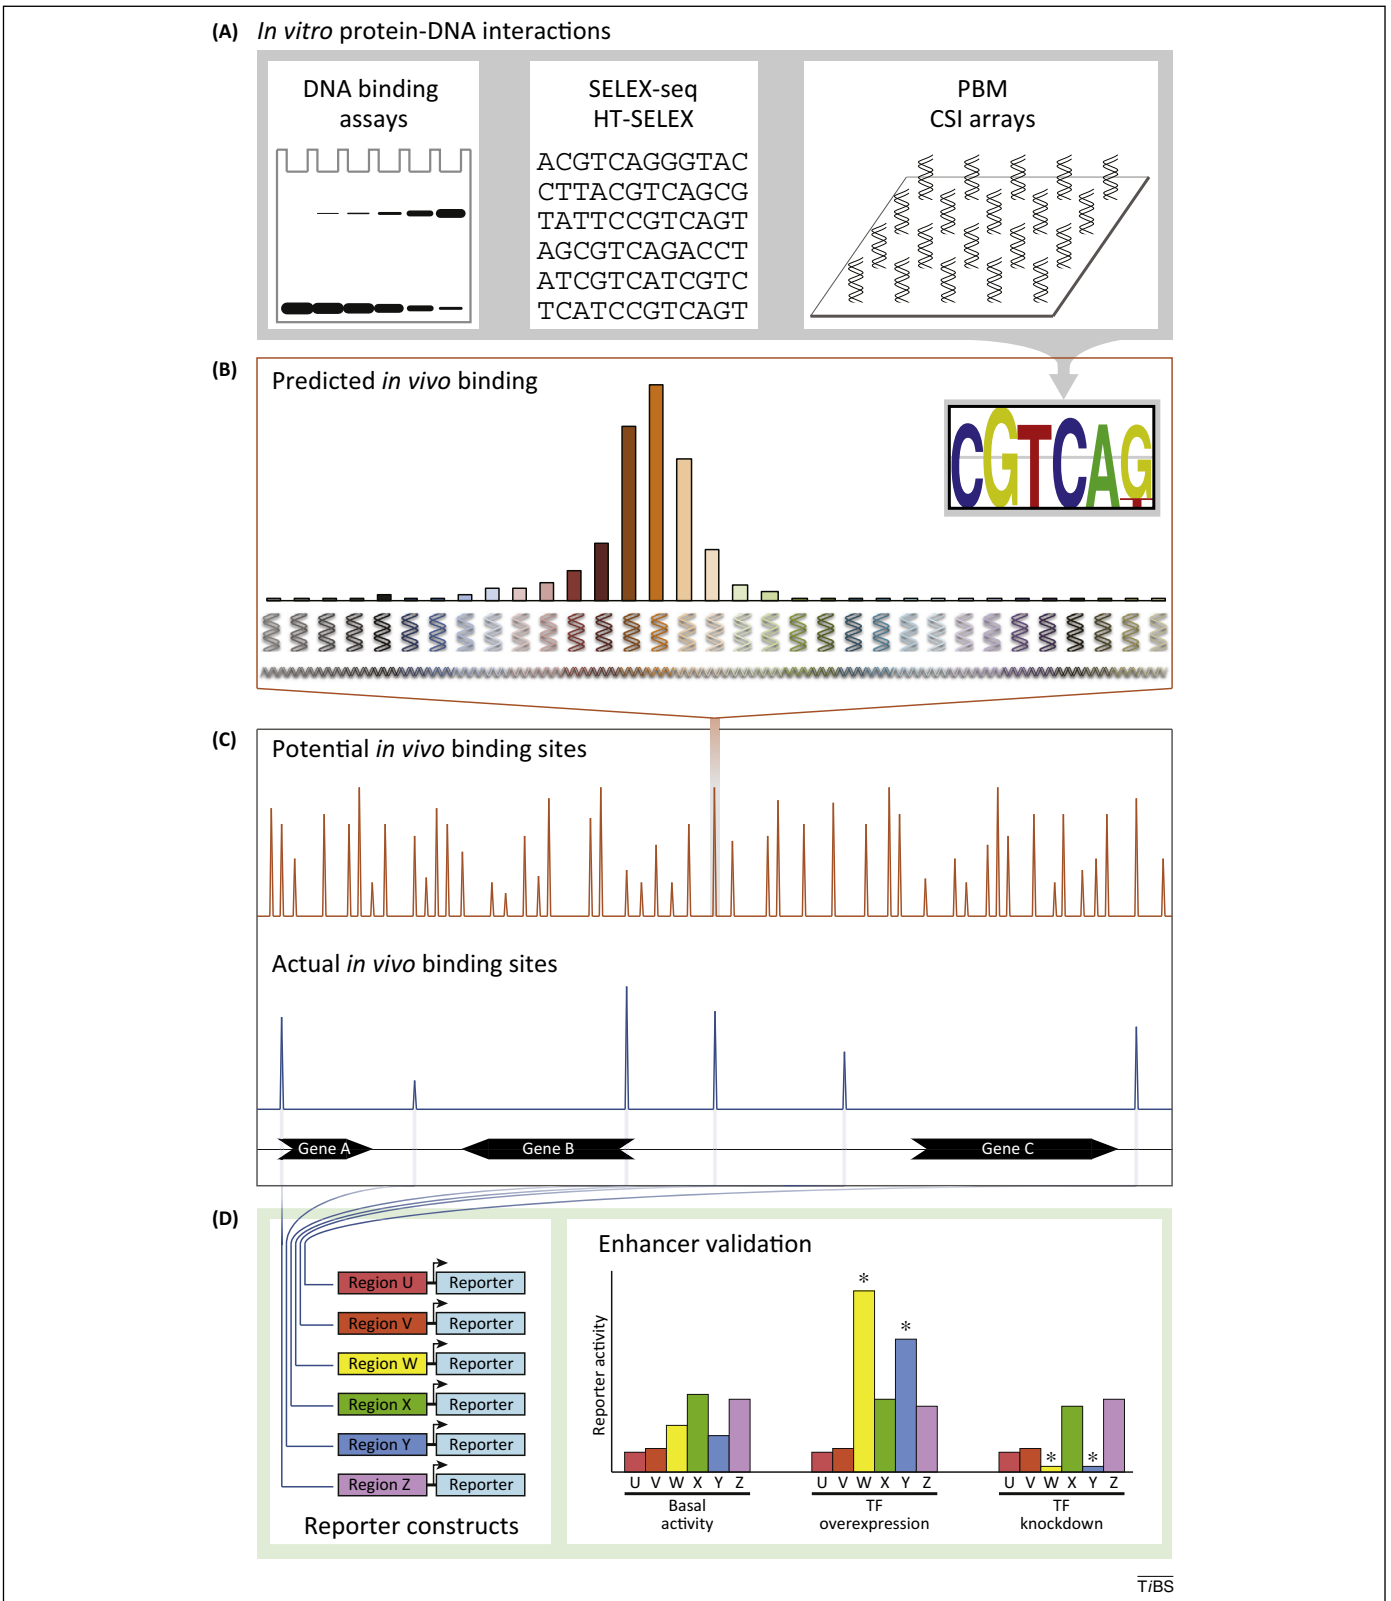 (A) In vitro protein-DNA interactions
DNA binding
assays
SELEX-seq
HT-SELEX
ACGTCAGGGTAC
CTTACGTCAGCG
TATTCCGTCAGT
AGCGTCAGACCT
ATCGTCATCGTC
TCATCCGTCAGT
PBM
CSI arrays
(B)
Predicted in vivo binding
CGTCAG
T
(C)
Potential in vivo binding sites
Actual in vivo binding sites
Gene A
Gene B
Gene C
(D)
Region U Reporter
Region V Reporter
Region W Reporter
Region X Reporter
Region Y Reporter
Region Z Reporter
Reporter constructs
Enhancer validation
Reporter activity
* *
* *
U V W X Y Z
Basal
activity
U V W X Y Z
TF
overexpression
U V W X Y Z
TF
knockdown
TiBS